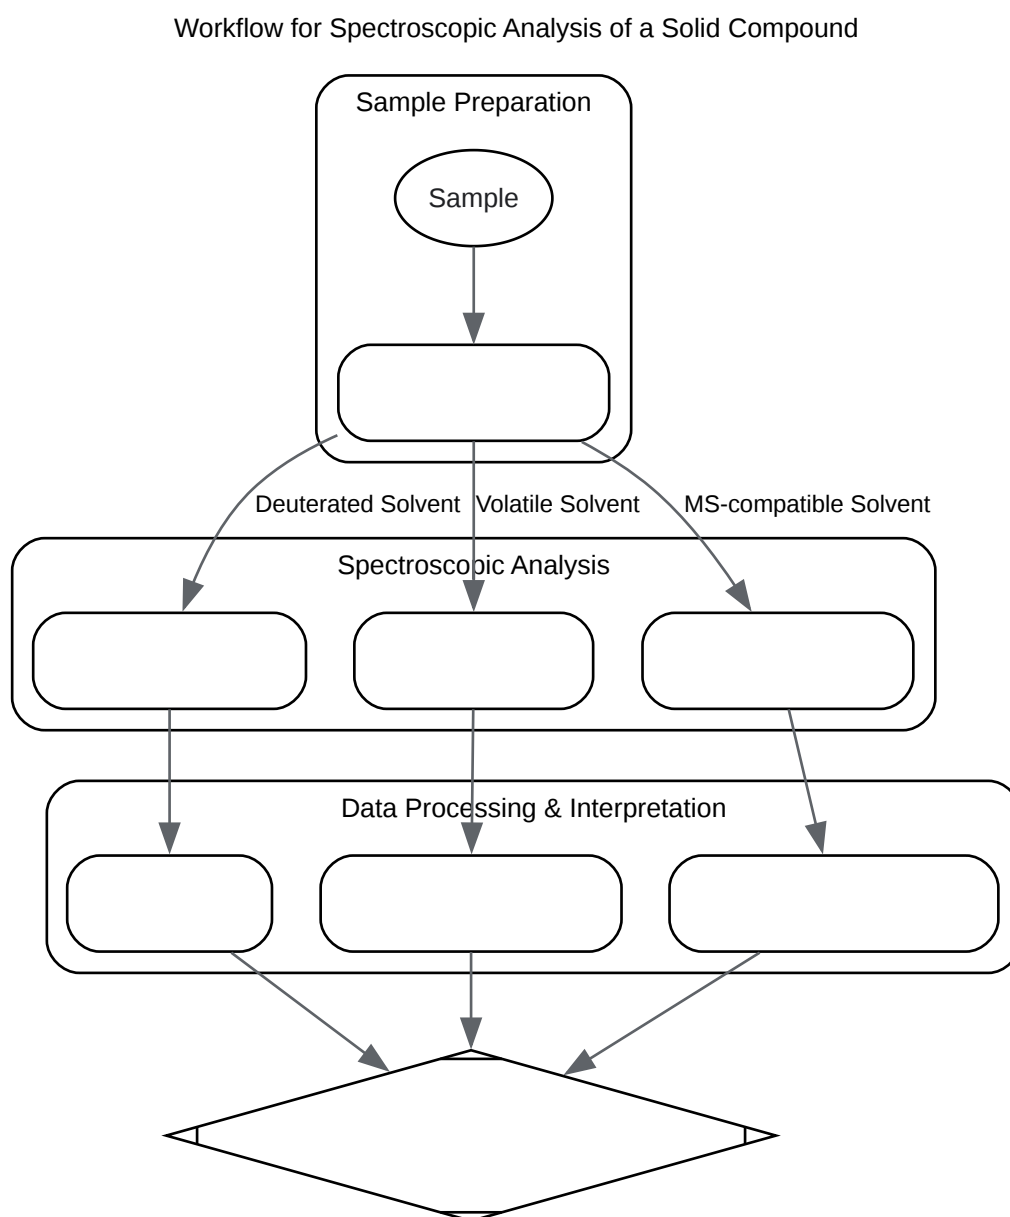 Workflow for Spectroscopic Analysis of a Solid Compound
Sample Preparation
Sample
Deuterated Solvent
Volatile Solvent
MS-compatible Solvent
Spectroscopic Analysis
Data Processing & Interpretation